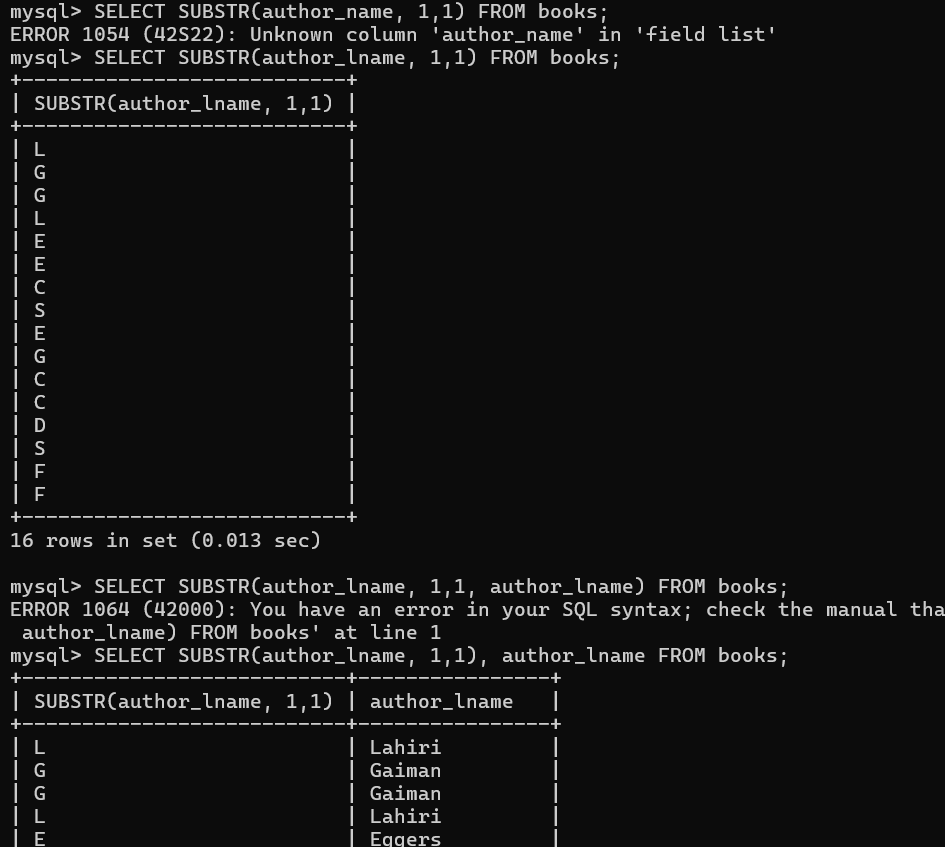 mysql> SELECT SUBSTR(author_name, 1,1) FROM books;
ERROR 1054 (42S22): Unknown column 'author_name' in 'field list'
mysql> SELECT SUBSTR(author_lname, 1,1) FROM books;
+---------------------------+
| SUBSTR(author_lname, 1,1) |
+---------------------------+
| L                         |
| G                         |
| G                         |
| L                         |
| E                         |
| E                         |
| C                         |
| S                         |
| E                         |
| G                         |
| C                         |
| C                         |
| D                         |
| S                         |
| F                         |
| F                         |
+---------------------------+
16 rows in set (0.013 sec)

mysql> SELECT SUBSTR(author_lname, 1,1, author_lname) FROM books;
ERROR 1064 (42000): You have an error in your SQL syntax; check the manual tha
 author_lname) FROM books' at line 1
mysql> SELECT SUBSTR(author_lname, 1,1), author_lname FROM books;
+---------------------------+----------------+
| SUBSTR(author_lname, 1,1) | author_lname   |
+---------------------------+----------------+
| L                         | Lahiri         |
| G                         | Gaiman         |
| G                         | Gaiman         |
| L                         | Lahiri         |
| E                         | Eggers         |